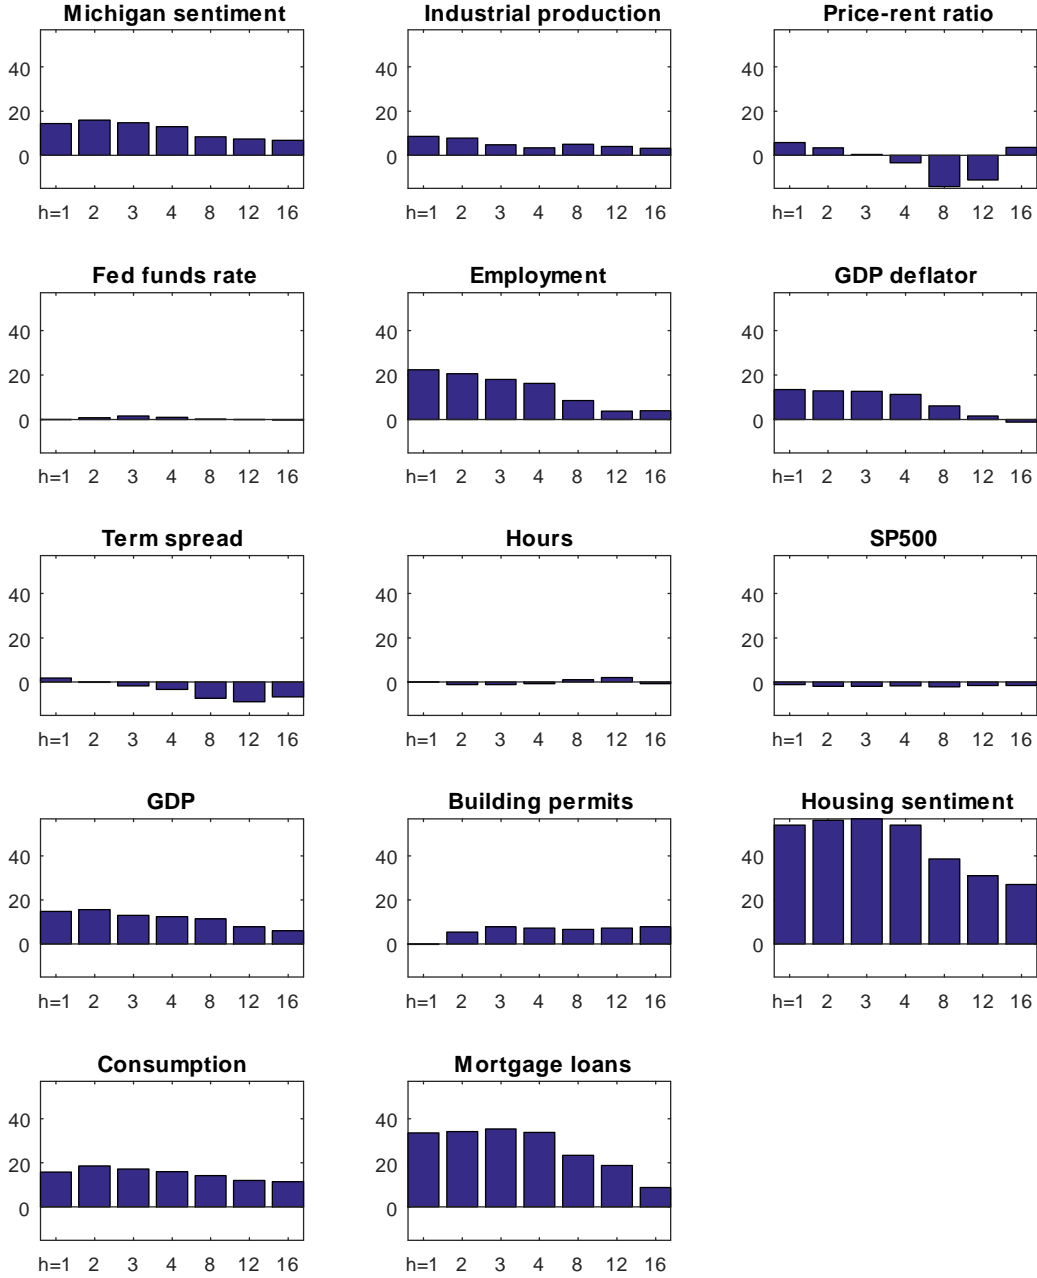 Michigan sentiment
40
20
0
h=1 2 3 4 8 12 16
Industrial production
40
20
0
h=1 2 3 4 8 12 16
Price-rent ratio
40
20
0
h=1 2 3 4 8 12 16
Fed funds rate
40
20
0
h=1 2 3 4 8 12 16
Employment
40
20
0
h=1 2 3 4 8 12 16
GDP deflator
40
20
0
h=1 2 3 4 8 12 16
Term spread
40
20
0
h=1 2 3 4 8 12 16
Hours
40
20
0
h=1 2 3 4 8 12 16
SP500
40
20
0
h=1 2 3 4 8 12 16
GDP
40
20
0
h=1 2 3 4 8 12 16
Building permits
40
20
0
h=1 2 3 4 8 12 16
Housing sentiment
40
20
0
h=1 2 3 4 8 12 16
Consumption
40
20
0
h=1 2 3 4 8 12 16
Mortgage loans
40
20
0
h=1 2 3 4 8 12 16